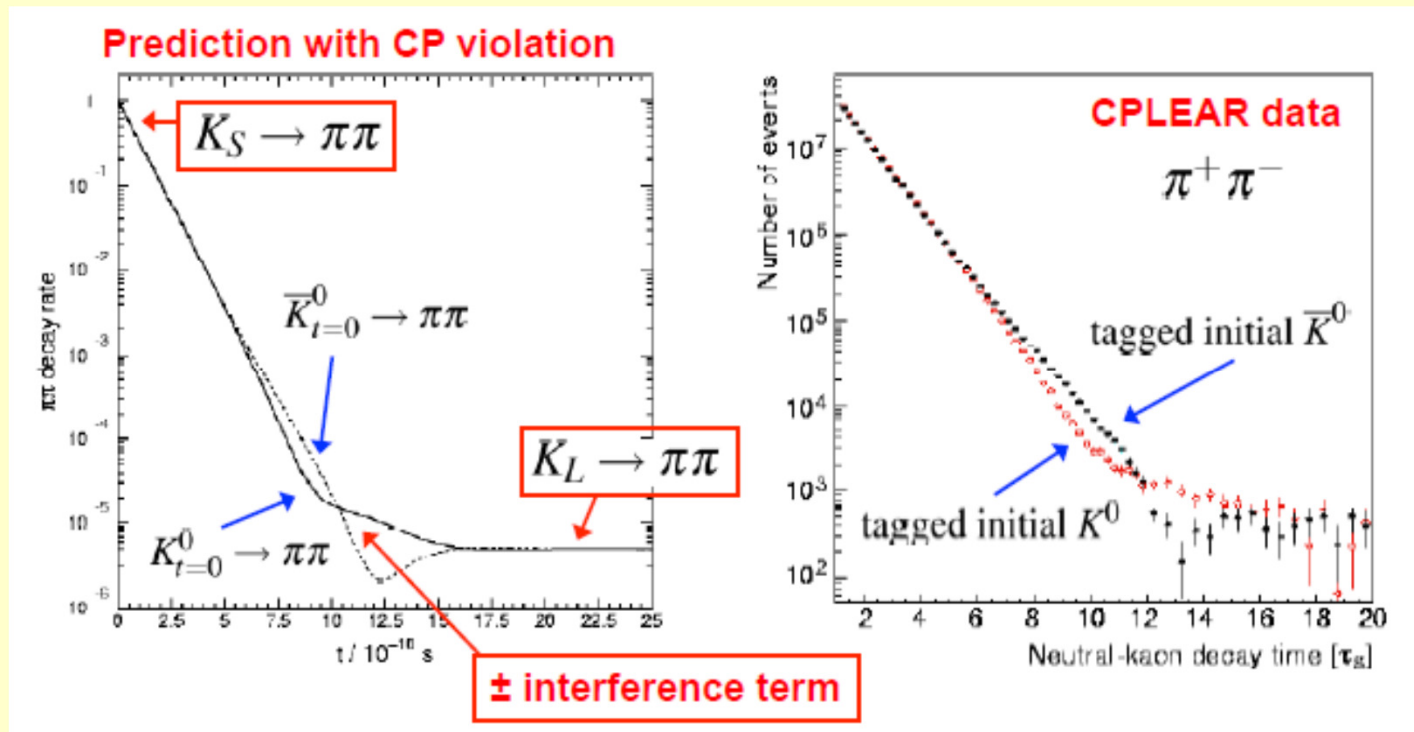 Prediction with CP violation
1
10 -1
10 -2
10 -3
10 -4
10 -5
10 -6
ππ decay rate
0 2.5 5 7.5 10 12.5 15 17.5 20 22.5 25
t / 10⁻¹⁰ s
K_S → ππ
K̅⁰_{t=0} → ππ
K⁰_{t=0} → ππ
K_L → ππ
± interference term
CPLEAR data
π⁺π⁻
Number of everts
10⁷
10⁶
10⁵
10⁴
10³
10²
tagged initial K̅⁰
tagged initial K⁰
2 4 6 8 10 12 14 16 18 20
Neutral-kaon decay time [τ_s]